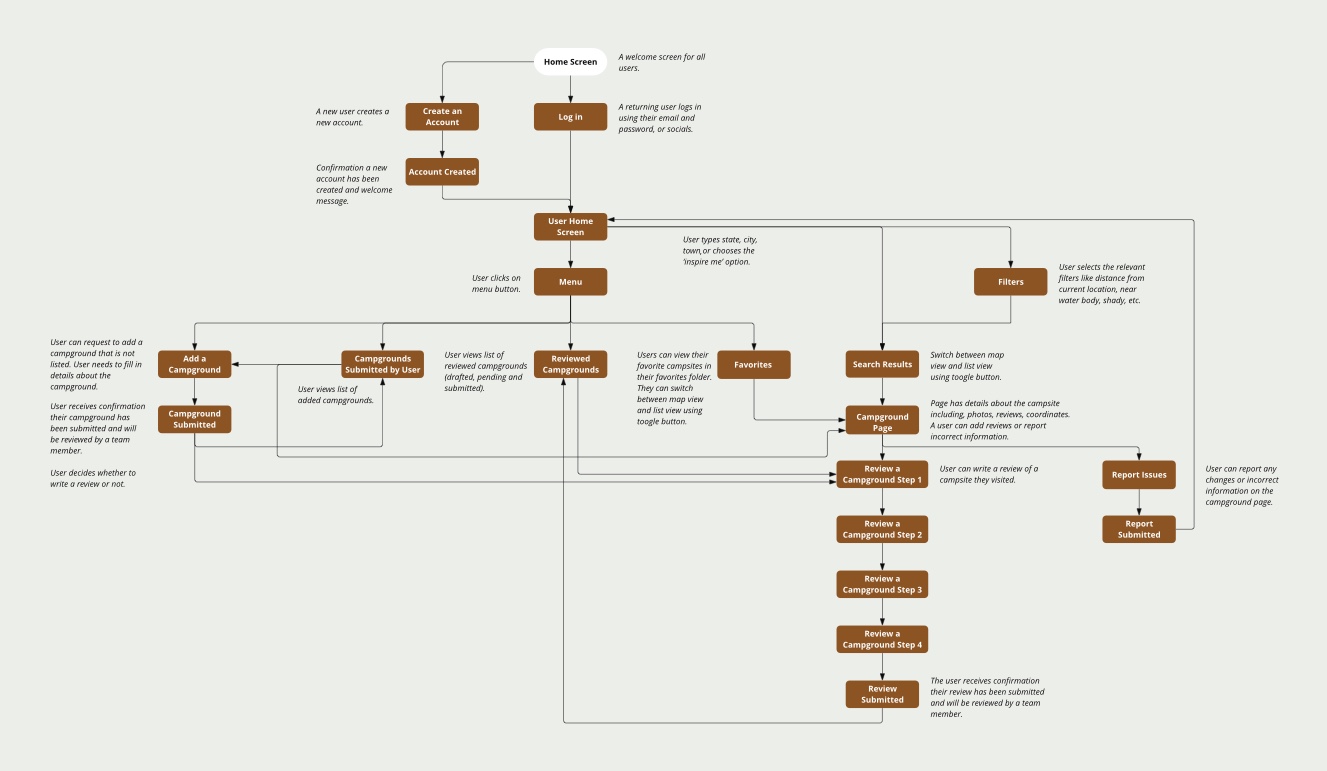 Home Screen
A welcome screen for all
users.
A new user creates a
new account.
Create an
Account
Log in
A returning user logs in
using their email and
password, or socials.
Confirmation a new
account has been
created and welcome
message.
Account Created
User Home
Screen
User types state, city,
town,or chooses the
‘inspire me’ option.
User clicks on
menu button.
Menu
Filters
User selects the relevant
filters like distance from
current location, near
water body, shady, etc.
User can request to add a
campground that is not
listed. User needs to fill in
details about the
campground.
Add a
Campground
Campgrounds
Submitted by User
User views list of
added campgrounds.
User views list of
reviewed campgrounds
(drafted, pending and
submitted).
Reviewed
Campgrounds
Users can view their
favorite campsites in
their favorites folder.
They can switch
between map view
and list view using
toogle button.
Favorites
Search Results
Switch between map
view and list view
using toogle button.
User receives confirmation
their campground has
been submitted and will
be reviewed by a team
member.
Campground
Submitted
Campground
Page
Page has details about the campsite
including, photos, reviews, coordinates.
A user can add reviews or report
incorrect information.
User decides whether to
write a review or not.
Review a
Campground Step 1
User can write a review of a
campsite they visited.
Report Issues
User can report any
changes or incorrect
information on the
campground page.
Review a
Campground Step 2
Report
Submitted
Review a
Campground Step 3
Review a
Campground Step 4
Review
Submitted
The user receives confirmation
their review has been submitted
and will be reviewed by a team
member.